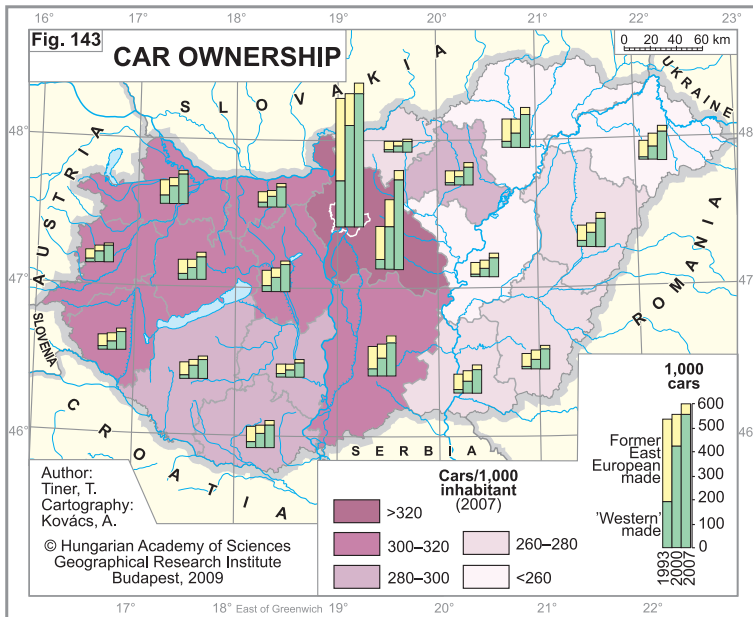 16° 17° 18° 19° 20° 21° 22° 23°
Fig. 143
CAR OWNERSHIP
0 20 40 60 km
SLOVAKIA
UKRAINE
48° 48°
AUSTRIA
ROMANIA
47° 47°
SLOVENIA
CROATIA
46°
SERBIA
Author:
Tiner, T.
Cartography:
Kovács, A.
© Hungarian Academy of Sciences
Geographical Research Institute
Budapest, 2009
Cars/1,000
inhabitant
(2007)
>320
300–320
280–300
260–280
<260
1,000
cars
600
500
400
300
200
100
0
Former
East
European
made
'Western'
made
1993
2000
2007
17° 18° East of Greenwich 19° 20° 21° 22°